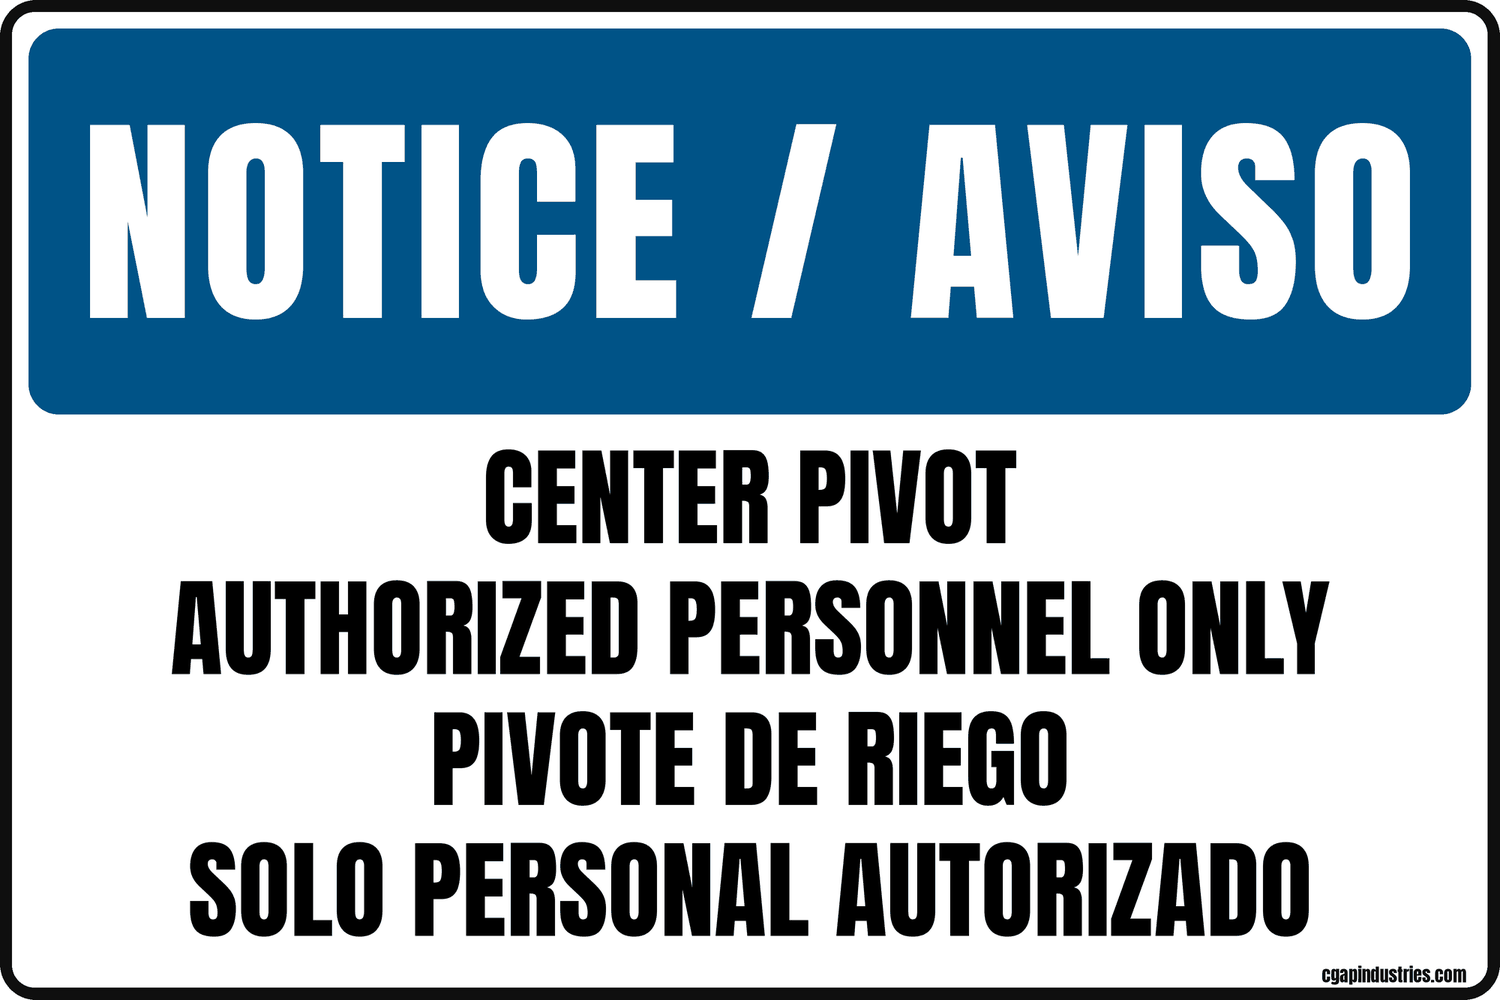 NOTICE / AVISO
CENTER PIVOT
AUTHORIZED PERSONNEL ONLY
PIVOTE DE RIEGO
SOLO PERSONAL AUTORIZADO
cgapindustries.com